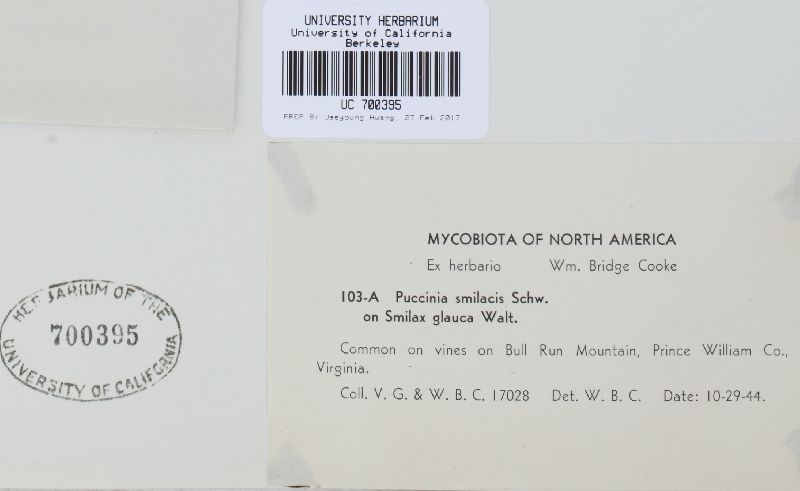 UNIVERSITY HERBARIUM
University of California
Berkeley
UC 700395
PREP BY Jaeyoung Huang, 27 Feb 2017
MYCOBIOTA OF NORTH AMERICA
Ex herbario Wm. Bridge Cooke
103-A Puccinia smilacis Schw.
on Smilax glauca Walt.
Common on vines on Bull Run Mountain, Prince William Co.,
Virginia.
Coll. V. G. & W. B. C. 17028 Det. W. B. C. Date: 10-29-44.
HERBARIUM OF THE
700395
UNIVERSITY OF CALIFORNIA